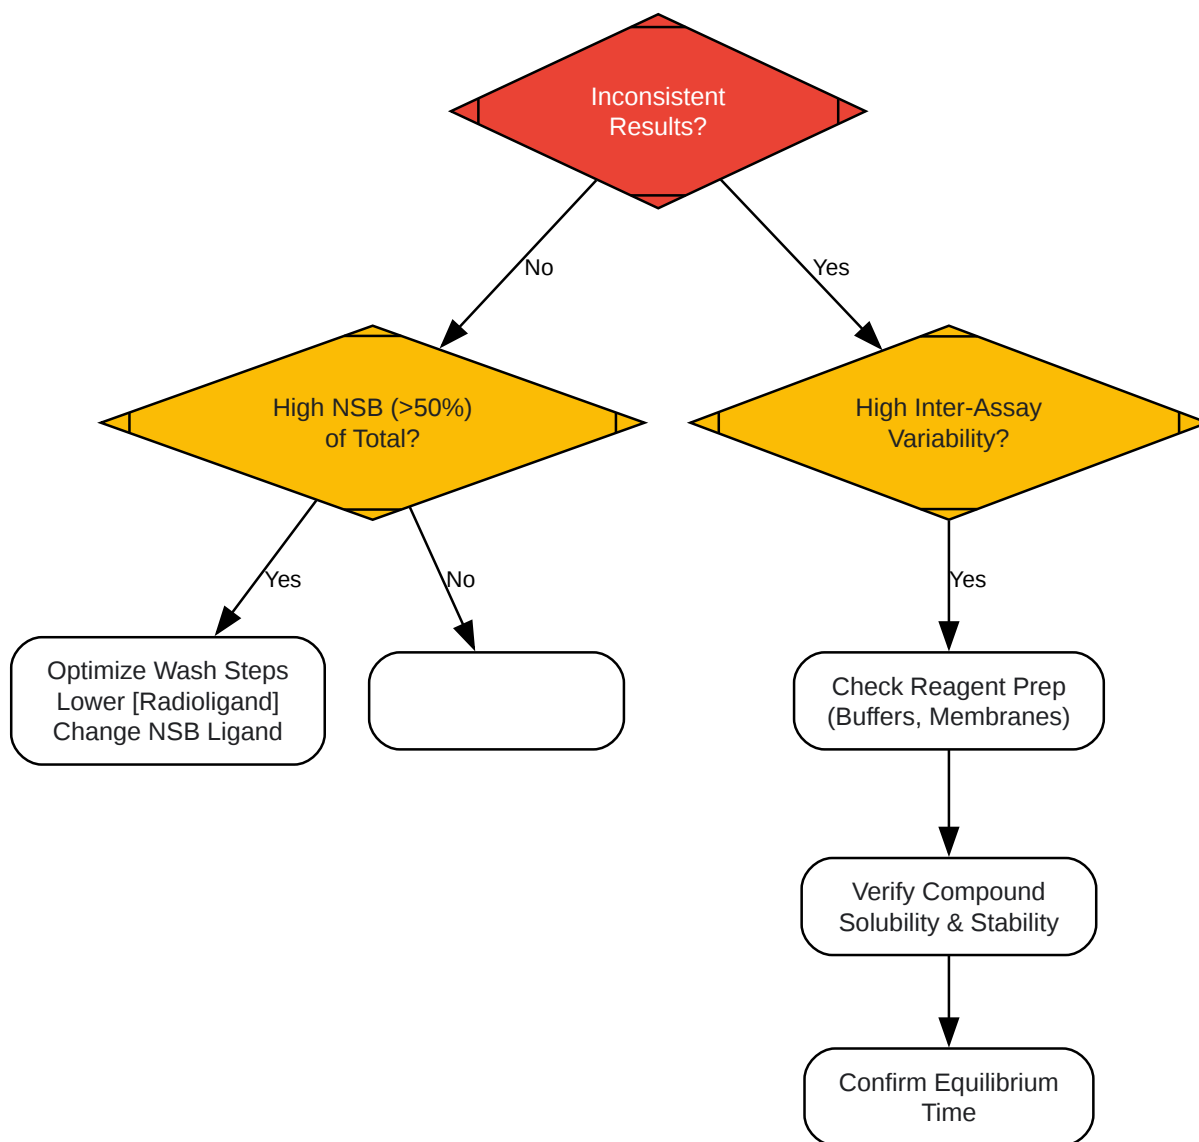 Inconsistent
Results?
No
Yes
High NSB (>50%)
of Total?
High Inter-Assay
Variability?
Yes
No
Yes
Optimize Wash Steps
Lower [Radioligand]
Change NSB Ligand
Check Reagent Prep
(Buffers, Membranes)
Verify Compound
Solubility & Stability
Confirm Equilibrium
Time